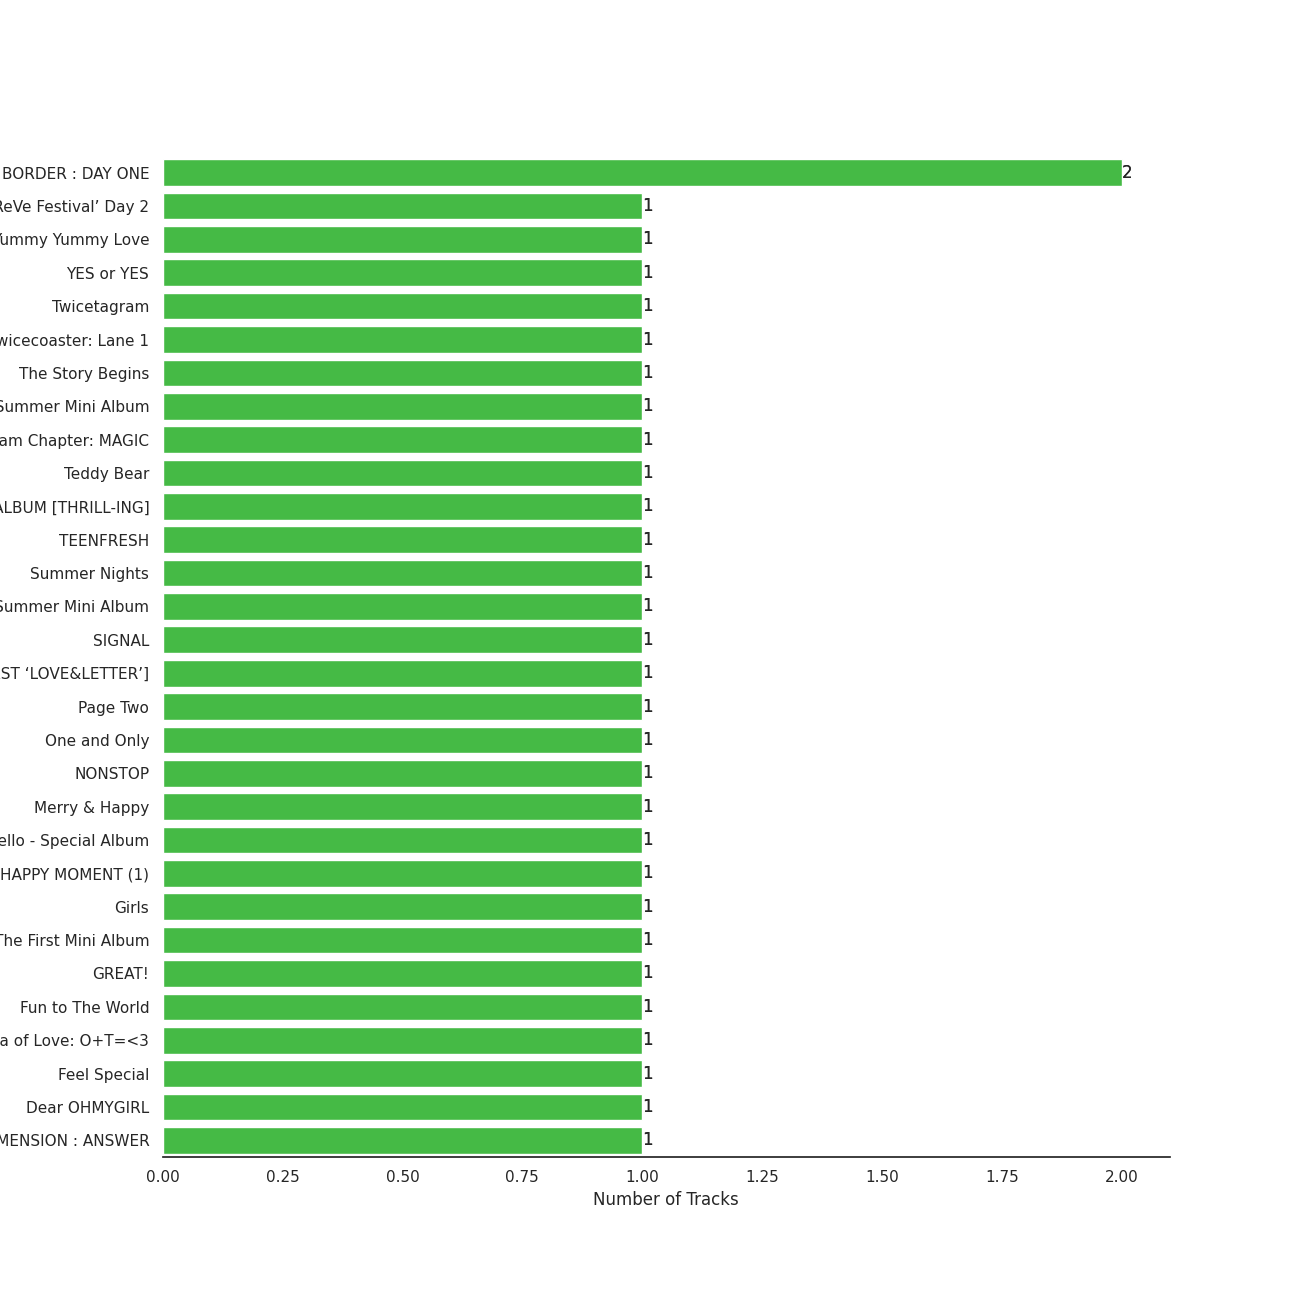 BORDER : DAY ONE 2
ReVe Festival’ Day 2 1
Yummy Yummy Love 1
YES or YES 1
Twicetagram 1
wicecoaster: Lane 1 1
The Story Begins 1
Summer Mini Album 1
am Chapter: MAGIC 1
Teddy Bear 1
ALBUM [THRILL-ING] 1
TEENFRESH 1
Summer Nights 1
Summer Mini Album 1
SIGNAL 1
ST ‘LOVE&LETTER’] 1
Page Two 1
One and Only 1
NONSTOP 1
Merry & Happy 1
ello - Special Album 1
HAPPY MOMENT (1) 1
Girls 1
The First Mini Album 1
GREAT! 1
Fun to The World 1
a of Love: O+T=<3 1
Feel Special 1
Dear OHMYGIRL 1
MENSION : ANSWER 1
0.00 0.25 0.50 0.75 1.00 1.25 1.50 1.75 2.00
Number of Tracks